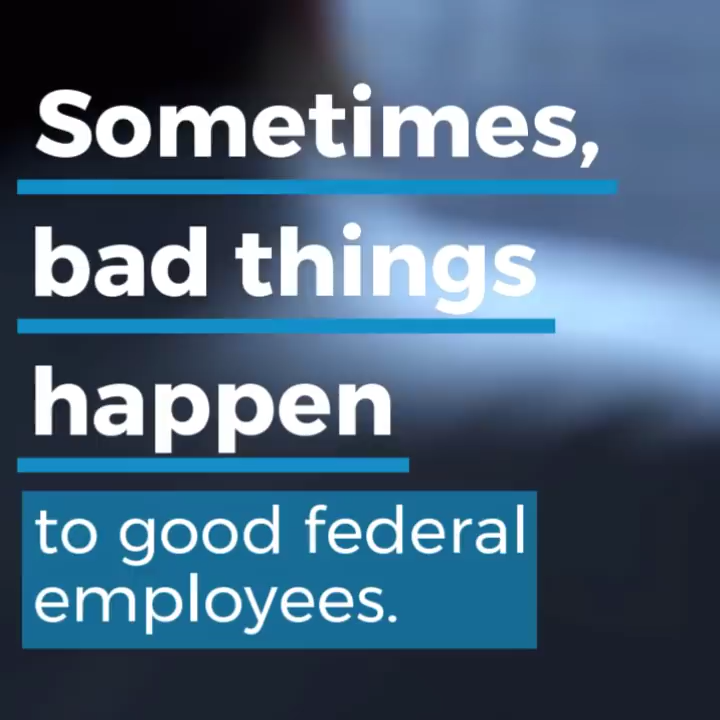 Sometimes,
bad things
happen
to good federal
employees.